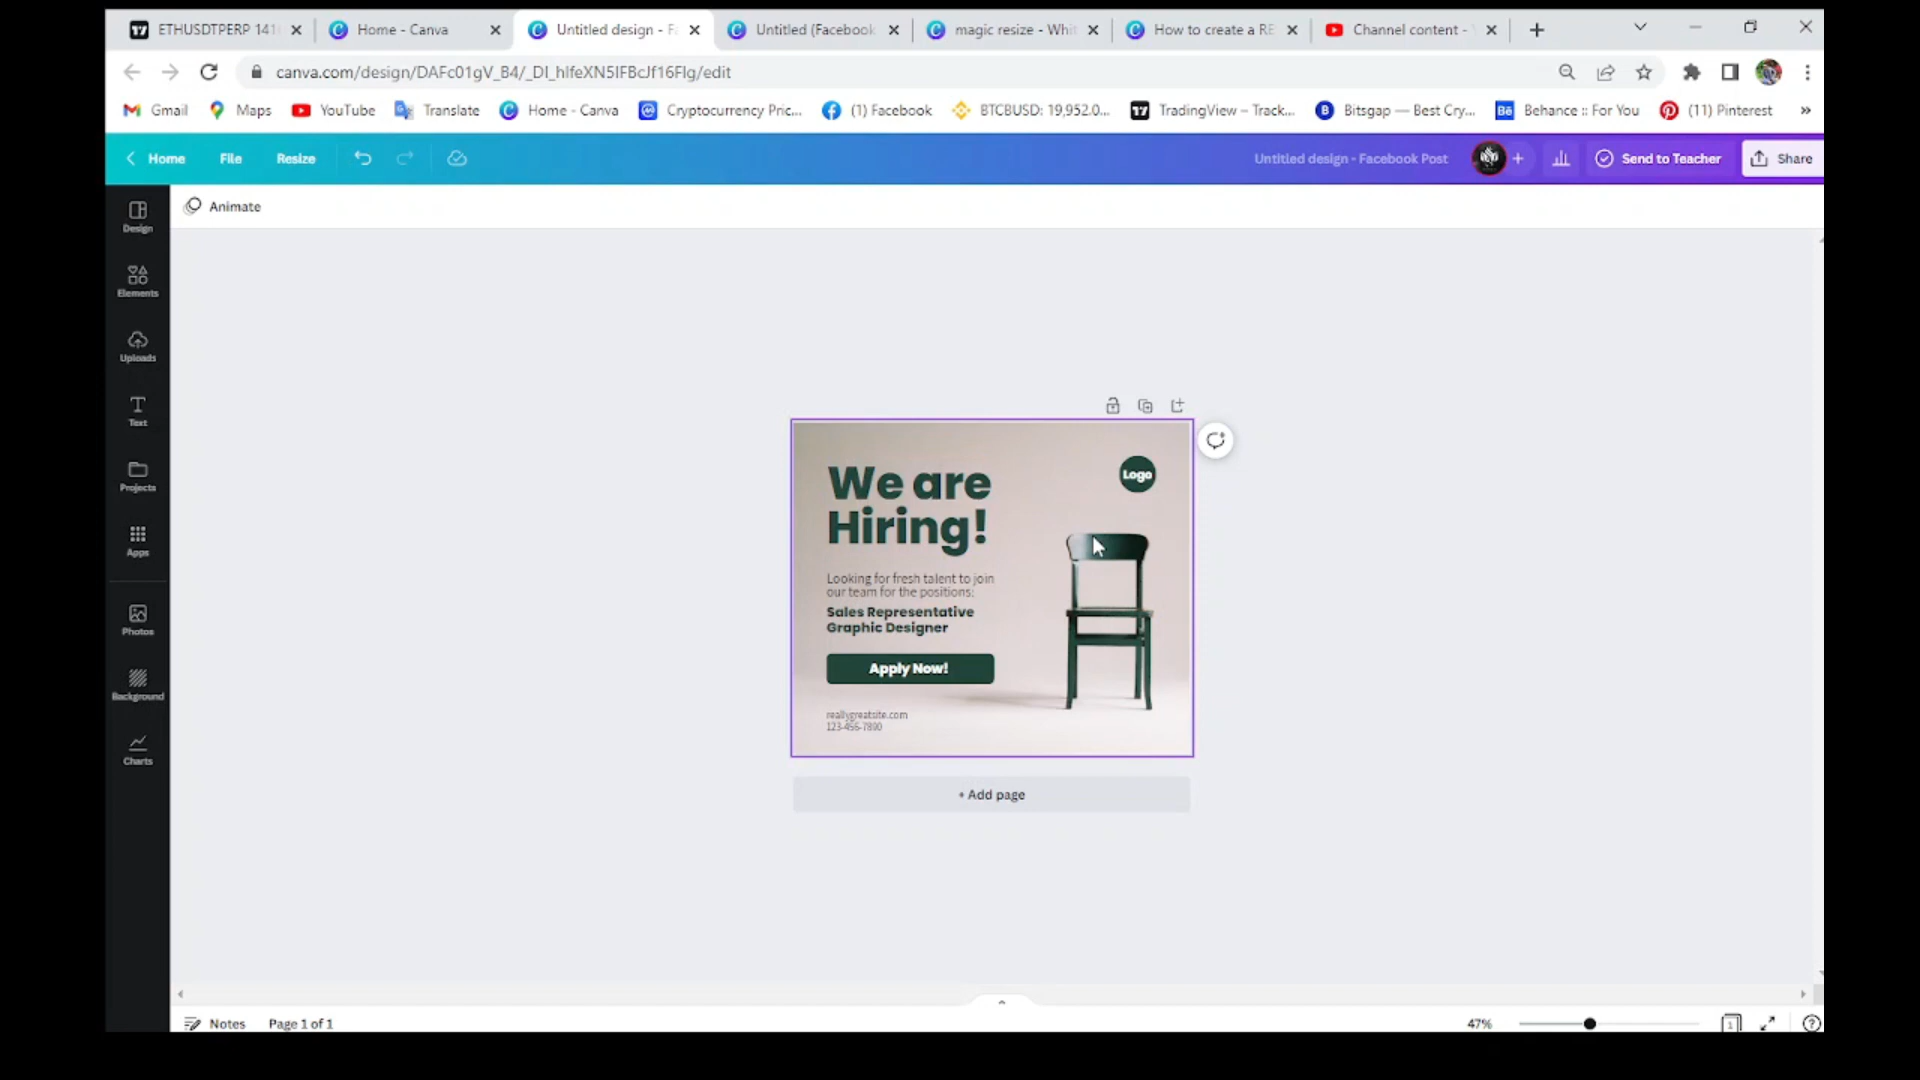 ETHUSDTPERP 141
Home - Canva
Untitled design - F
Untitled (Facebook
magic resize - Whit
How to create a RE
Channel content -
canva.com/design/DAFc01gV_B4/_DI_hIfeXN5IFBcJf16FIg/edit
Gmail
Maps
YouTube
Translate
Home - Canva
Cryptocurrency Pric...
(1) Facebook
BTCBUSD: 19,952.0...
TradingView – Track...
Bitsgap — Best Cry...
Behance :: For You
(11) Pinterest
»
Home
File
Resize
Untitled design - Facebook Post
Send to Teacher
Share
Animate
Design
Elements
Uploads
Text
Projects
Apps
Photos
Background
Charts
We are
Hiring!
Logo
Looking for fresh talent to join
our team for the positions:
Sales Representative
Graphic Designer
Apply Now!
reallygreatsite.com
123-456-7890
+ Add page
Notes
Page 1 of 1
47%
1